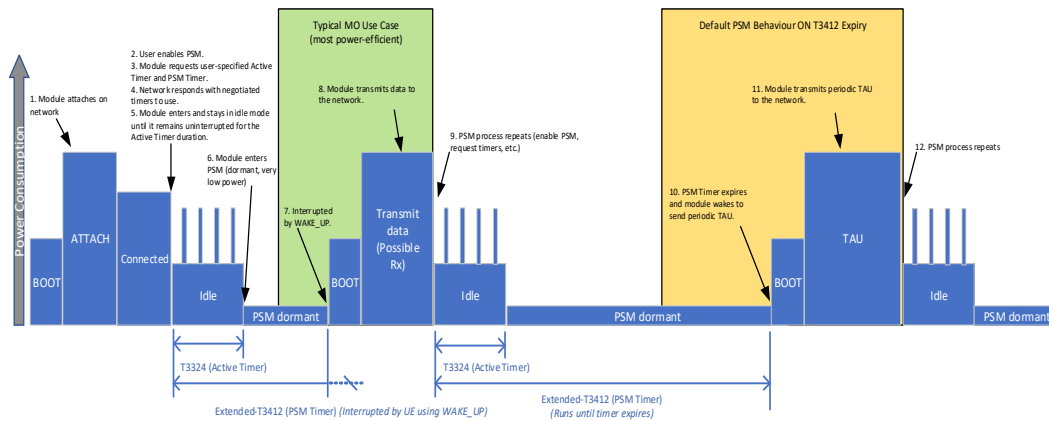 Typical MO Use Case
(most power-efficient)
Default PSM Behaviour ON T3412 Expiry
Power Consumption
1. Module attaches on
network
2. User enables PSM.
3. Module requests user-specified Active
Timer and PSM Timer.
4. Network responds with negotiated
timers to use.
5. Module enters and stays in idle mode
until it remains uninterrupted for the
Active Timer duration.
6. Module enters
PSM (dormant, very
low power)
7. Interrupted
by WAKE_UP.
8. Module transmits data to
the network.
9. PSM process repeats (enable PSM,
request timers, etc.)
10. PSM Timer expires
and module wakes to
send periodic TAU.
11. Module transmits periodic TAU
to the network.
12. PSM process repeats
BOOT
ATTACH
Connected
Idle
PSM dormant
BOOT
Transmit
data
(Possible
Rx)
Idle
PSM dormant
BOOT
TAU
Idle
PSM dormant
T3324 (Active Timer)
T3324 (Active Timer)
Extended-T3412 (PSM Timer) (Interrupted by UE using WAKE_UP)
Extended-T3412 (PSM Timer)
(Runs until timer expires)